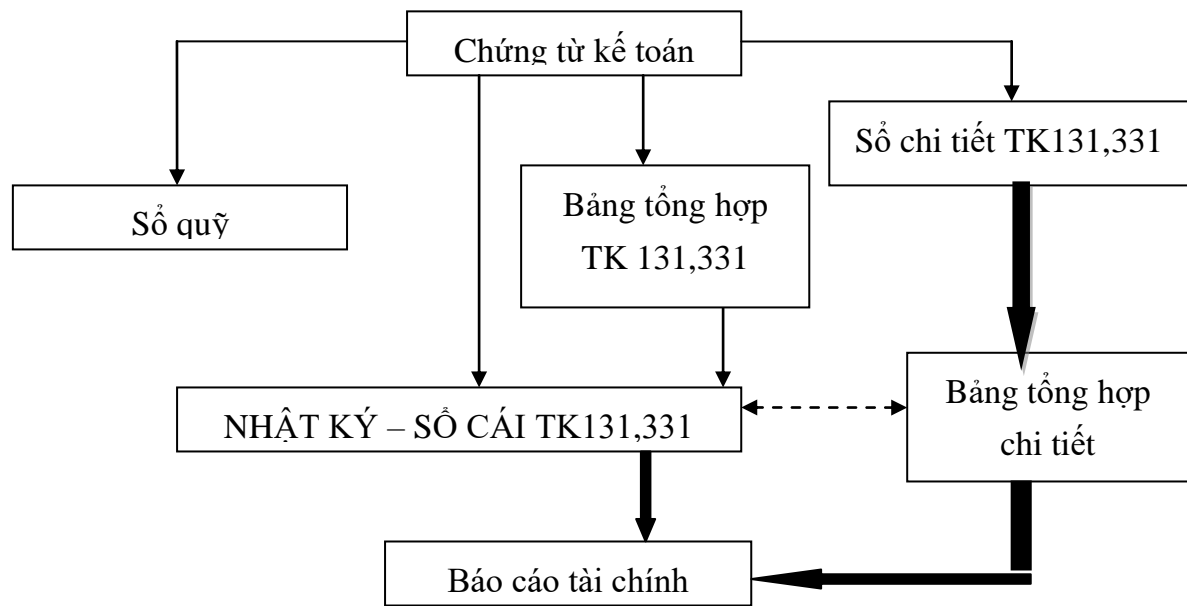 Chứng từ kế toán
Sổ chi tiết TK131,331
Sổ quỹ
Bảng tổng hợp
TK 131,331
NHẬT KÝ – SỔ CÁI TK131,331
Bảng tổng hợp
chi tiết
Báo cáo tài chính